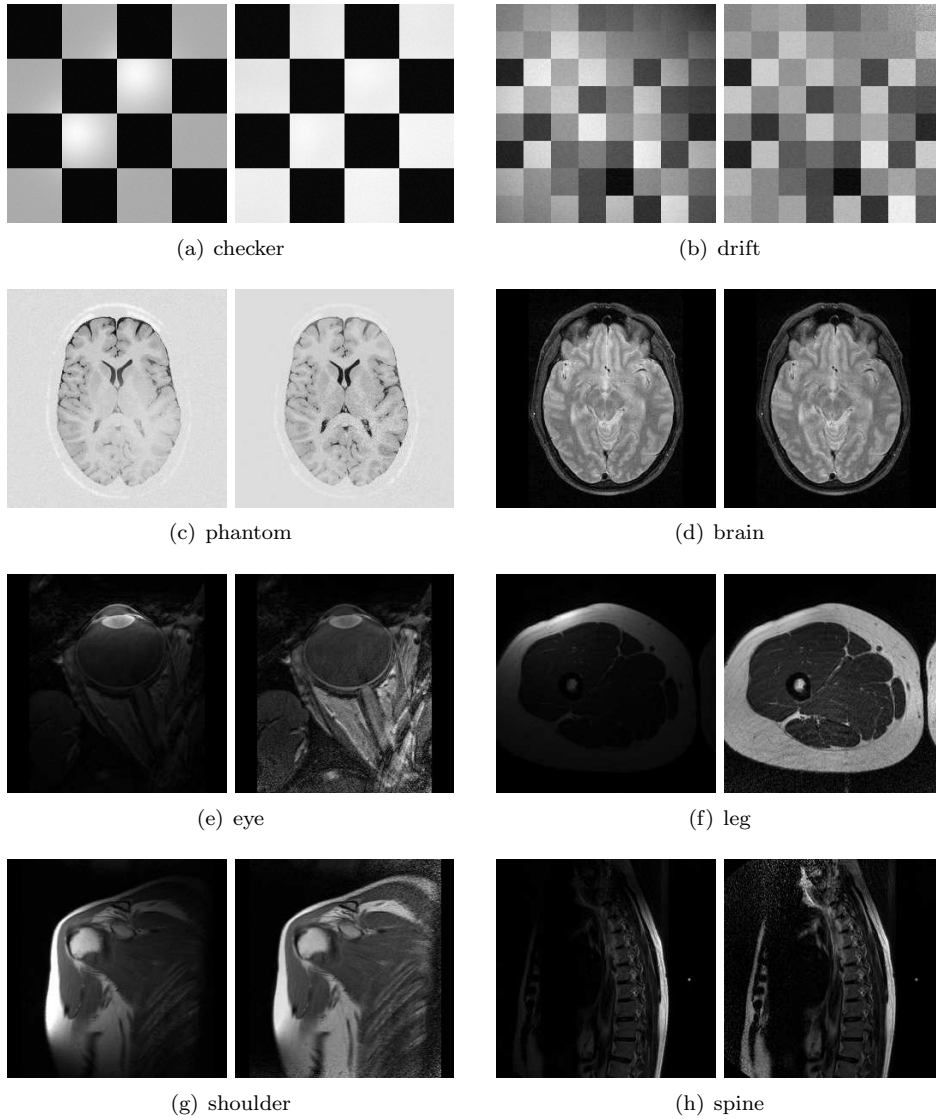 (a) checker
(b) drift
(c) phantom
(d) brain
(e) eye
(f) leg
(g) shoulder
(h) spine